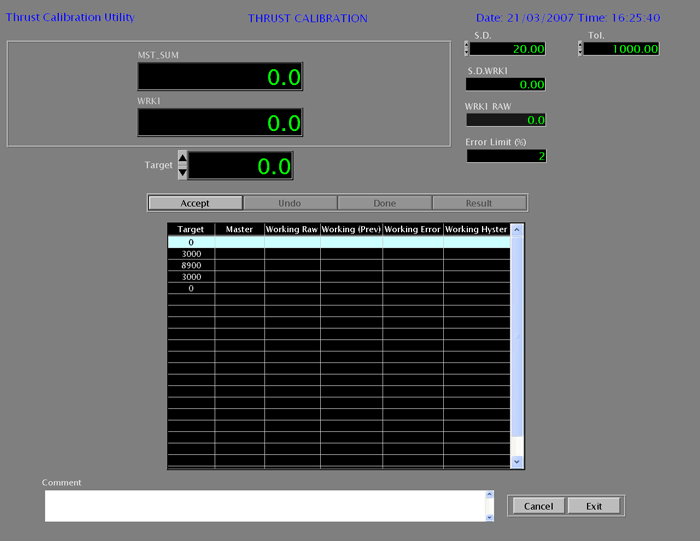 Thrust Calibration Utility THRUST CALIBRATION Date: 21/03/2007 Time: 16:25:40
S.D. Tol.
20.00 1000.00
MST_SUM
0.0
S.D.WRK1
0.00
WRK1
0.0
WRK1 RAW
0.0
Error Limit (%)
2
Target 0.0
Accept Undo Done Result
Target Master Working Raw Working (Prev) Working Error Working Hyster
0
3000
8900
3000
0
Comment
Cancel Exit